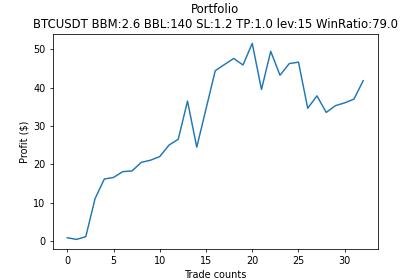 Portfolio
BTCUSDT BBM:2.6 BBL:140 SL:1.2 TP:1.0 lev:15 WinRatio:79.0
50
40
30
20
10
0
Profit ($)
0 5 10 15 20 25 30
Trade counts